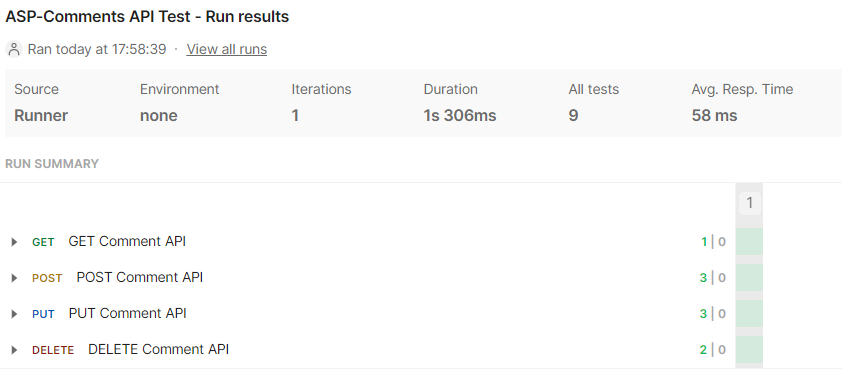 ASP-Comments API Test - Run results
Ran today at 17:58:39 · View all runs
Source Environment Iterations Duration All tests Avg. Resp. Time
Runner none 1 1s 306ms 9 58 ms
RUN SUMMARY
1
GET GET Comment API 1 | 0
POST POST Comment API 3 | 0
PUT PUT Comment API 3 | 0
DELETE DELETE Comment API 2 | 0